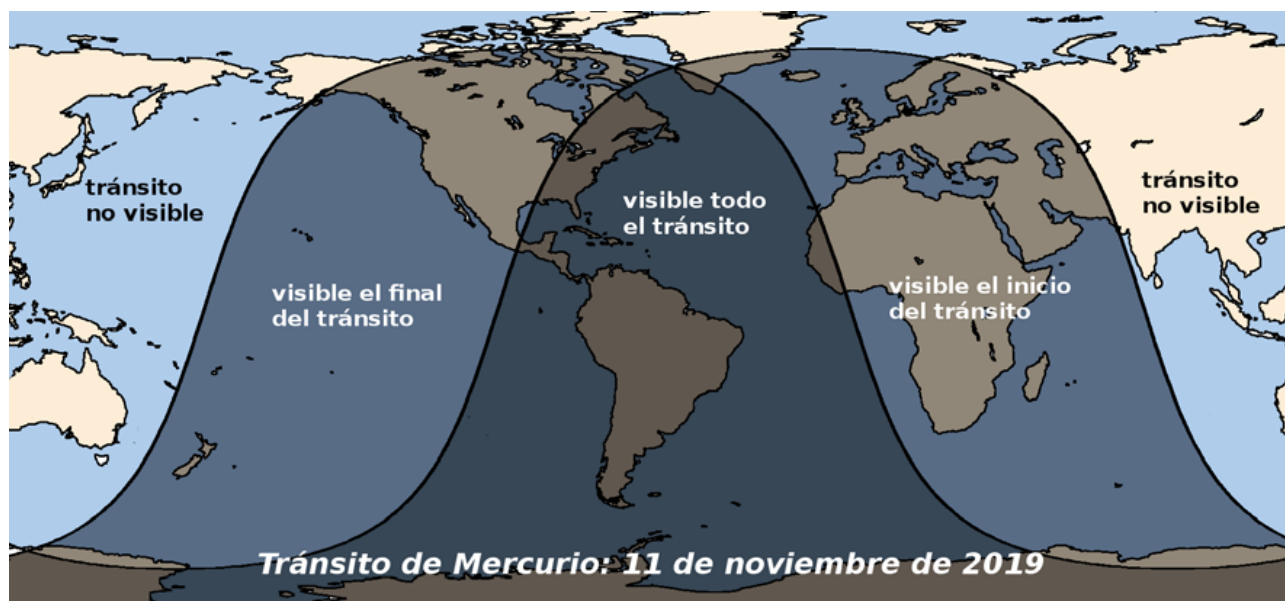 tránsito
no visible
visible el final
del tránsito
visible todo
el tránsito
visible el inicio
del tránsito
tránsito
no visible
Tránsito de Mercurio: 11 de noviembre de 2019